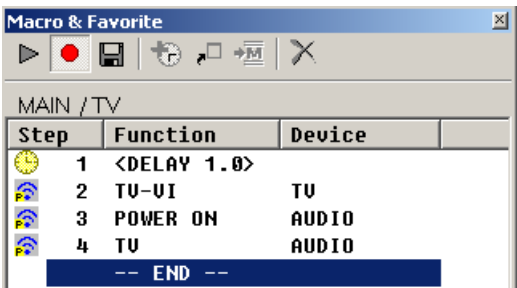 Macro & Favorite
MAIN / TV
Step Function Device
1 <DELAY 1.0>
2 TV-VI TV
3 POWER ON AUDIO
4 TV AUDIO
-- END --